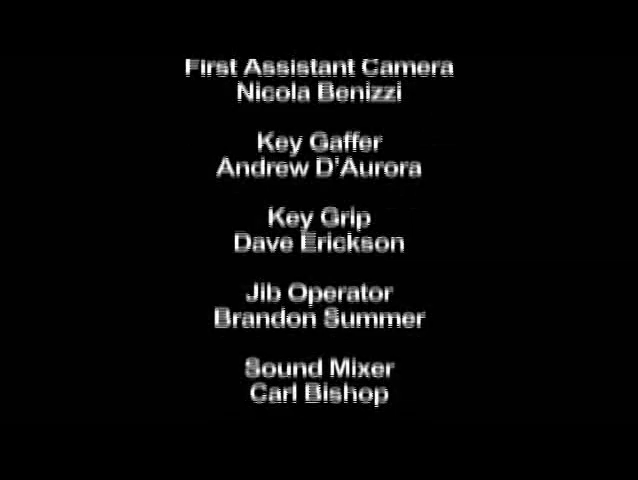 First Assistant Camera
Nicola Benizzi
Key Gaffer
Andrew D'Aurora
Key Grip
Dave Erickson
Jib Operator
Brandon Summer
Sound Mixer
Carl Bishop